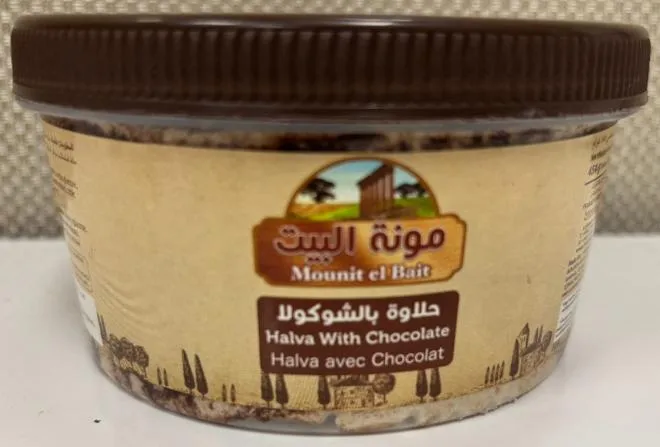 مونة البيت
Mounit el Bait
حلاوة بالشوكولا
Halva With Chocolate
Halva avec Chocolat